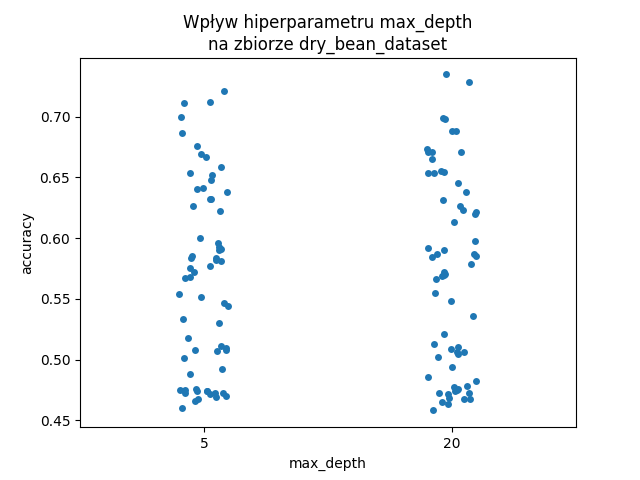 Wpływ hiperparametru max_depth
na zbiorze dry_bean_dataset
0.70
0.65
0.60
0.55
0.50
0.45
accuracy
5
20
max_depth